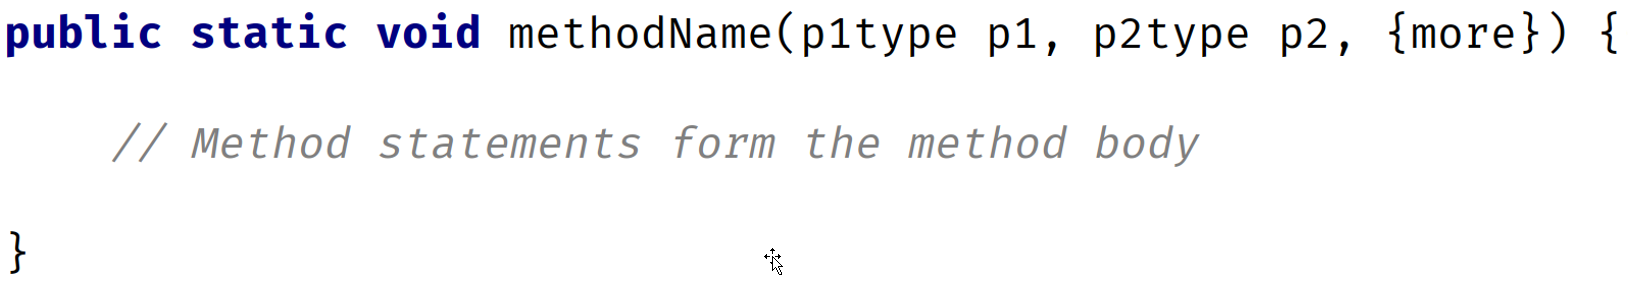 public static void methodName(p1type p1, p2type p2, {more}) {
// Method statements form the method body
}